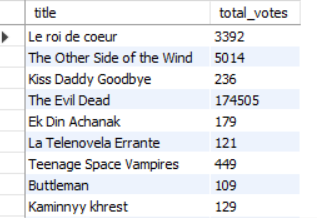 title total_votes
Le roi de coeur 3392
The Other Side of the Wind 5014
Kiss Daddy Goodbye 236
The Evil Dead 174505
Ek Din Achanak 179
La Telenovela Errante 121
Teenage Space Vampires 449
Buttleman 109
Kaminnyy khrest 129